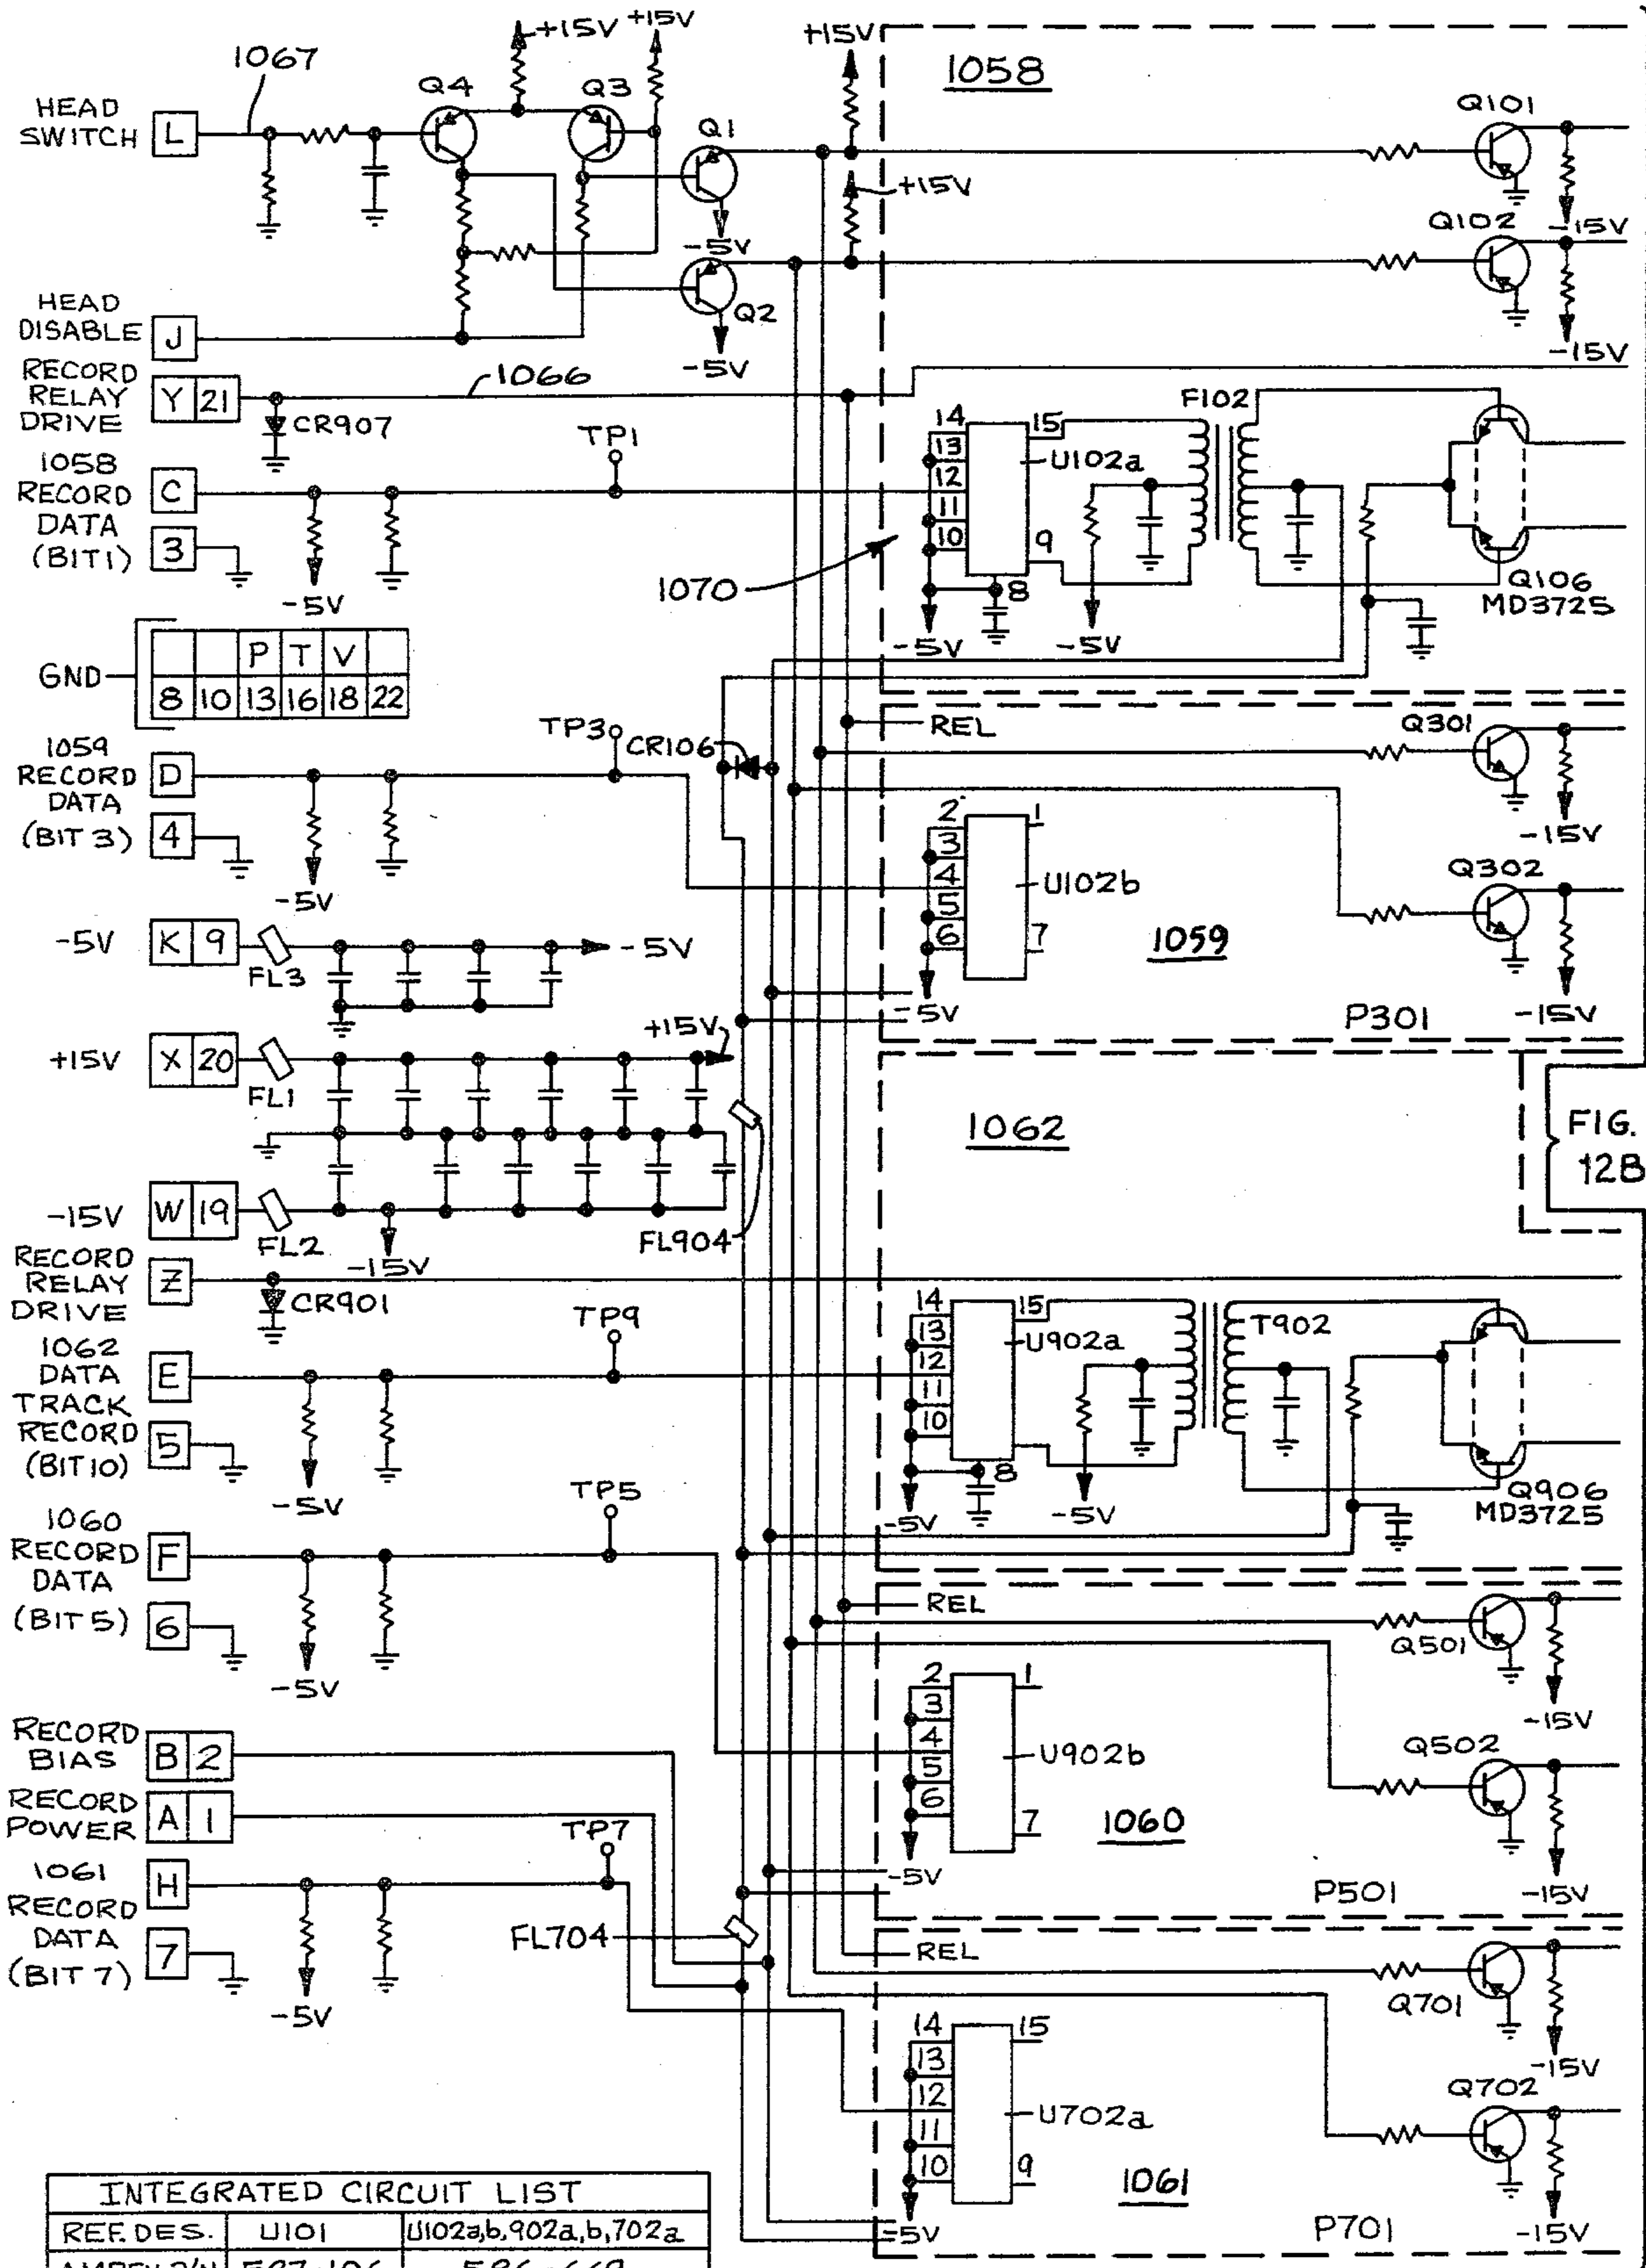 +15V
+15V
+15V
1067
1058
Q4
Q3
Q101
HEAD
SWITCH
L
Q1
+15V
-5V
-15V
Q102
HEAD
DISABLE
J
Q2
-5V
-15V
RECORD
RELAY
DRIVE
Y 21
1066
CR907
TP1
F102
14
13
12
11
10
15
9
8
U102a
1058
RECORD
DATA
(BIT1)
C
3
-5V
1070
-5V
-5V
Q106
MD3725
GND
P T V
8 10 13 16 18 22
REL
Q301
TP3
CR106
1059
RECORD
DATA
(BIT 3)
D
4
-5V
2
3
4
5
6
1
7
U102b
-15V
Q302
1059
-5V
P301
-15V
-5V
K 9
FL3
-5V
+15V
X 20
FL1
+15V
1062
FIG.
12B
-15V
W 19
FL2
-15V
FL904
RECORD
RELAY
DRIVE
Z
CR901
TP9
14
13
12
11
10
15
8
U902a
T902
1062
DATA
TRACK
RECORD
(BIT10)
E
5
-5V
-5V
-5V
Q906
MD3725
TP5
1060
RECORD
DATA
(BIT 5)
F
6
-5V
REL
Q501
-15V
2
3
4
5
6
1
7
U902b
Q502
RECORD
BIAS
B 2
RECORD
POWER
A 1
1060
-5V
P501
-15V
TP7
1061
RECORD
DATA
(BIT 7)
H
7
-5V
FL704
REL
Q701
-15V
14
13
12
11
10
15
9
U702a
Q702
1061
-5V
P701
-15V
INTEGRATED CIRCUIT LIST
REF. DES. U101 U102a,b,902a,b,702a